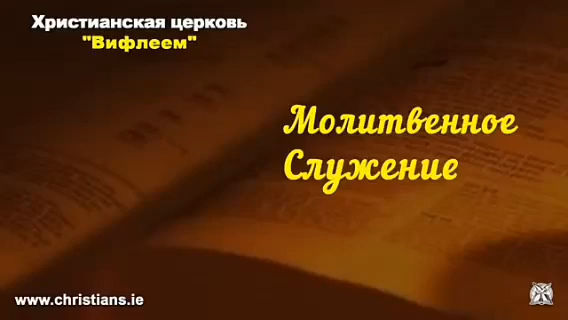 Христианская церковь
"Вифлеем"
Молитвенное
Служение
www.christians.ie